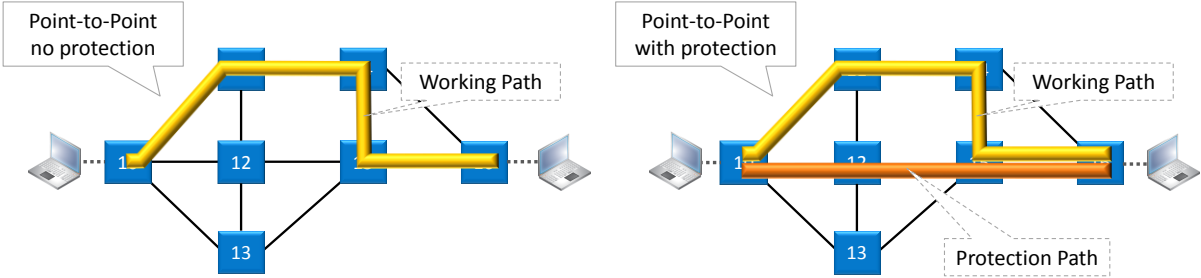 Point-to-Point
no protection
Working Path
12
13
Point-to-Point
with protection
Working Path
13
Protection Path